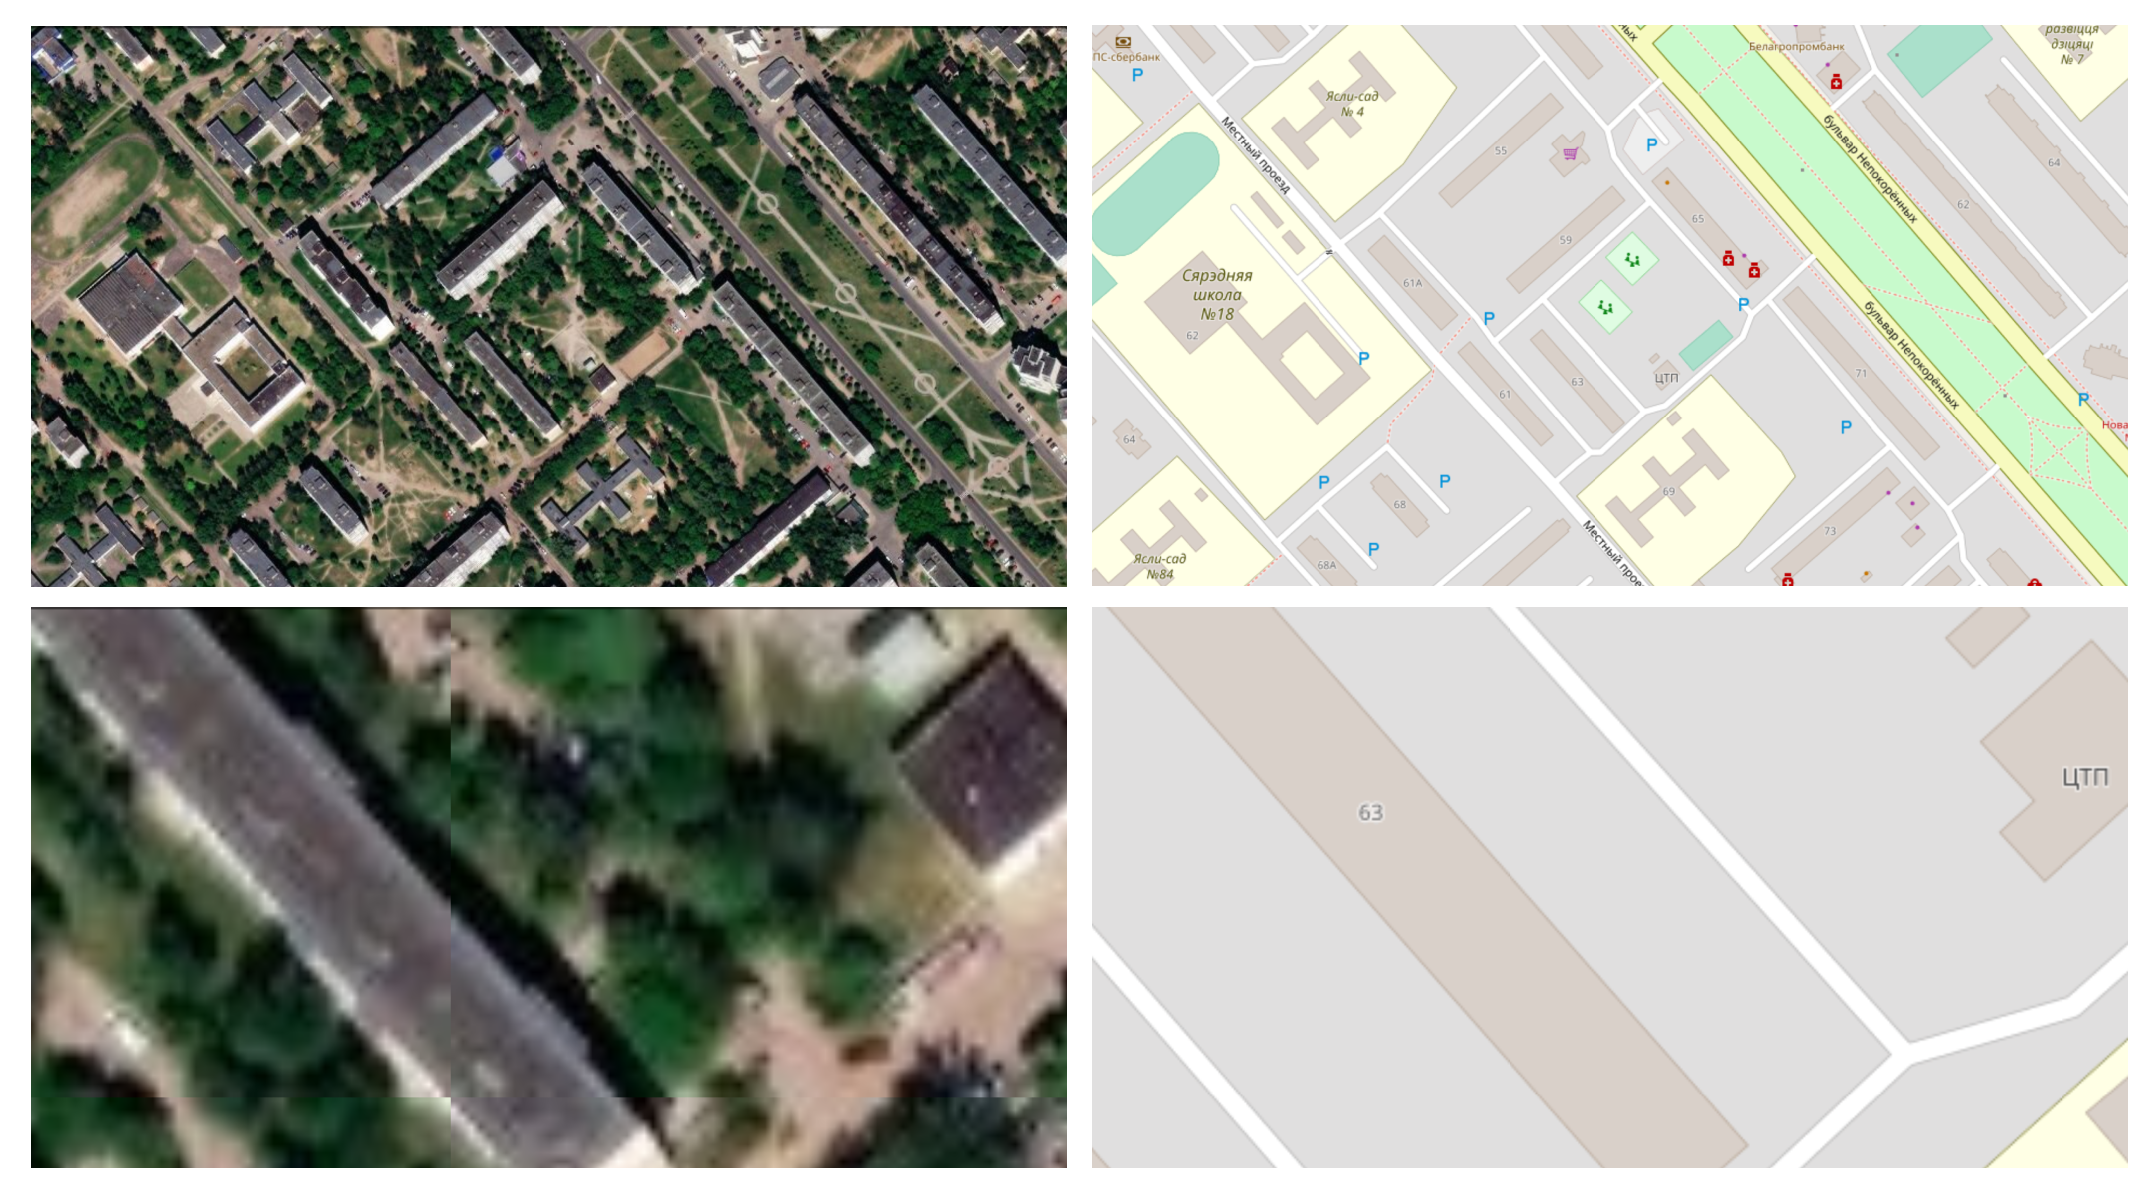 ПС-сбербанк
Местный проезд
Ясли-сад
№ 4
ных
Белагропромбанк
развіцця
дзіцяці
№ 7
бульвар Непокорённых
64
55
62
65
59
Сярэдняя
школа
№18
62
61А
бульвар Непокорённых
ЦТП
71
63
61
64
Нова
68
69
73
Местный прое
Ясли-сад
№84
68А
63
ЦТП